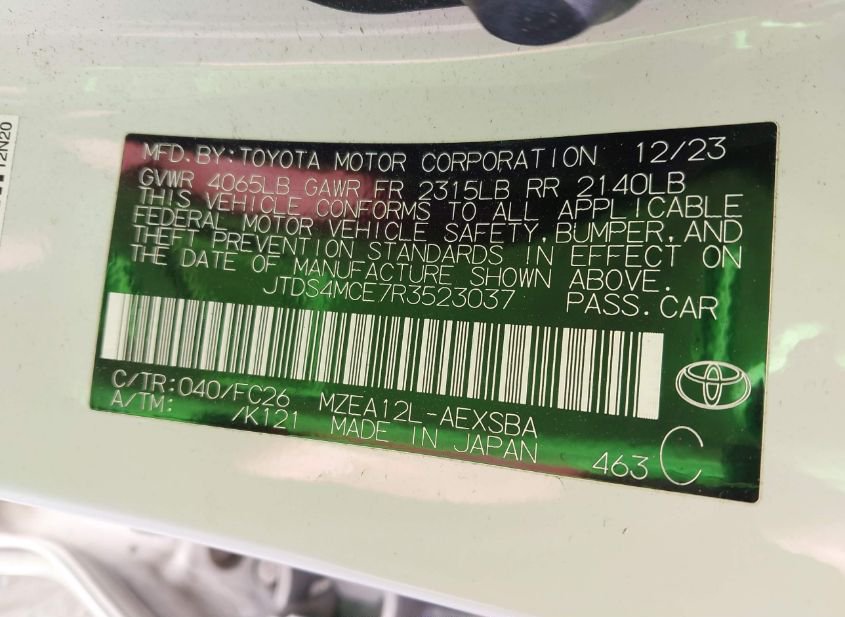 12N20
MFD.BY:TOYOTA MOTOR CORPORATION 12/23
GVWR 4065LB GAWR FR 2315LB RR 2140LB
THIS VEHICLE CONFORMS TO ALL APPLICABLE
FEDERAL MOTOR VEHICLE SAFETY,BUMPER,AND
THEFT PREVENTION STANDARDS IN EFFECT ON
THE DATE OF MANUFACTURE SHOWN ABOVE.
JTDS4MCE7R3523037 PASS.CAR
C/TR:040/FC26 MZEA12L-AEXSBA
A/TM: /K121 MADE IN JAPAN
463 C